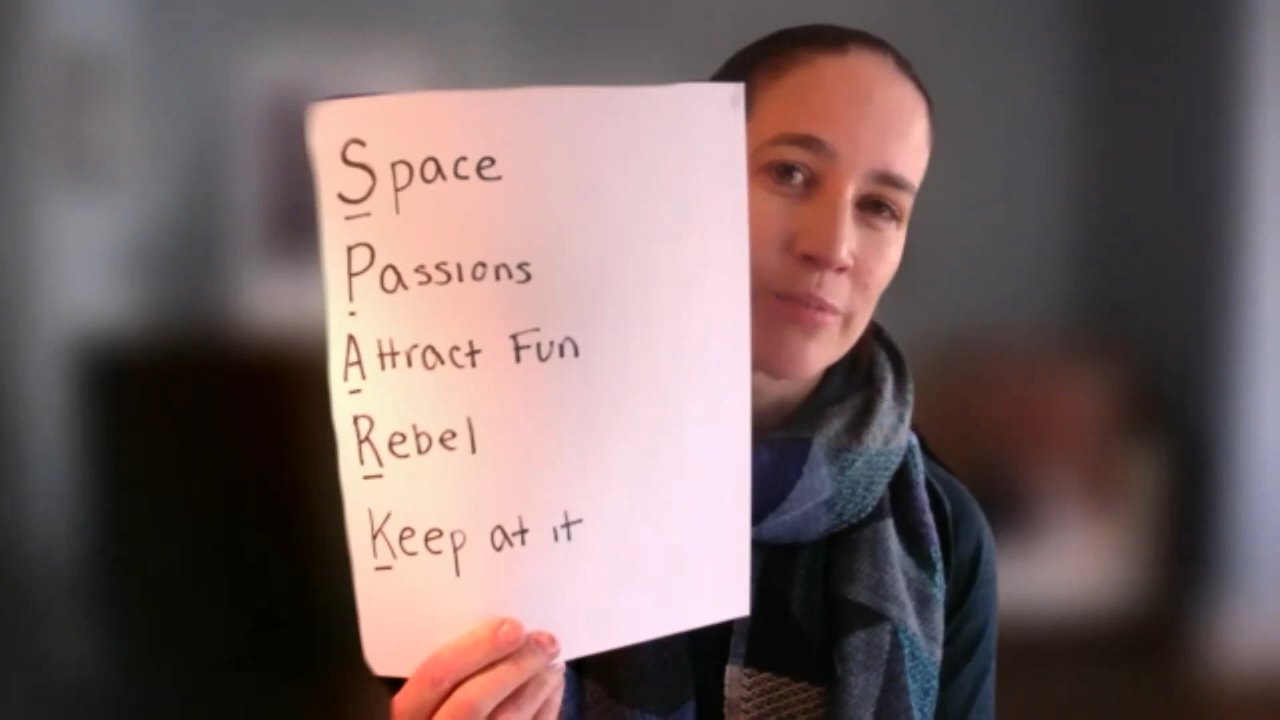 Space
Passions
Attract Fun
Rebel
Keep at it